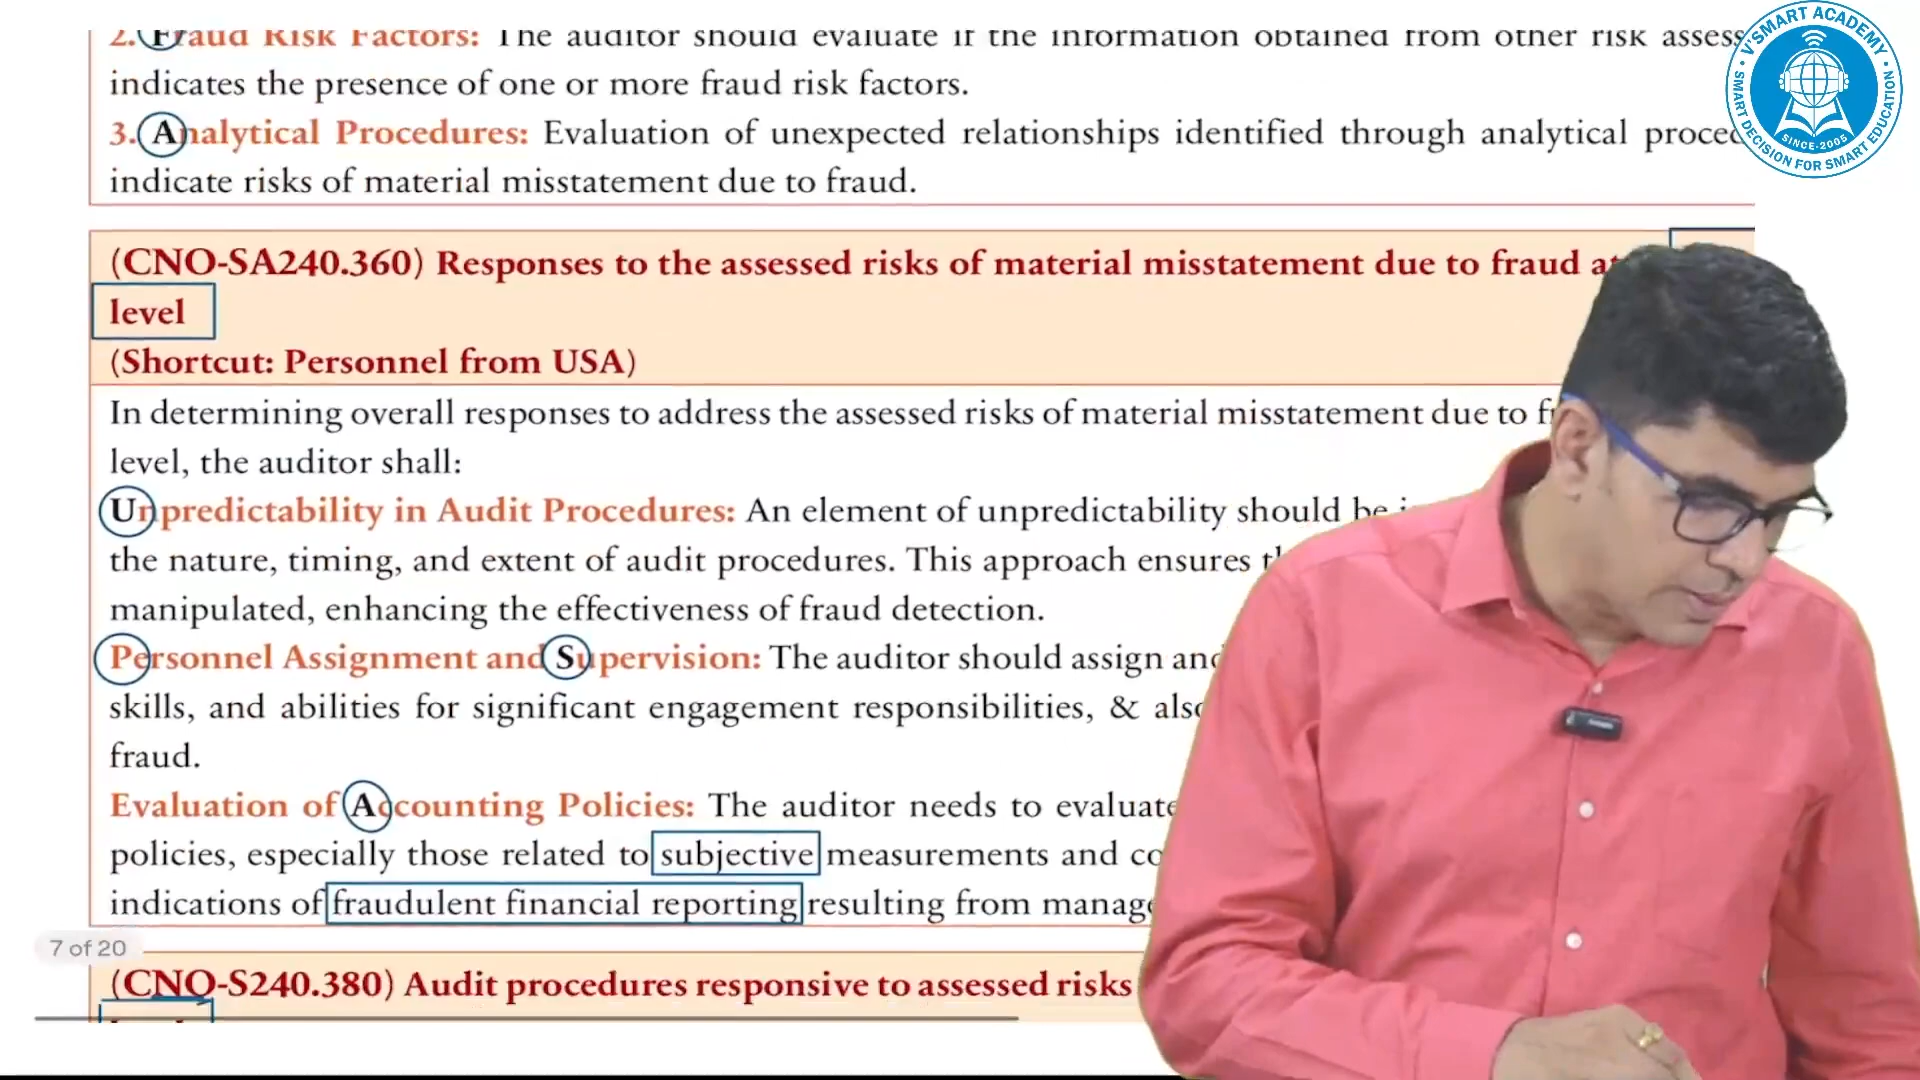 2. Fraud Risk Factors: The auditor should evaluate if the information obtained from other risk assess
indicates the presence of one or more fraud risk factors.
3. Analytical Procedures: Evaluation of unexpected relationships identified through analytical proced
indicate risks of material misstatement due to fraud.
(CNO-SA240.360) Responses to the assessed risks of material misstatement due to fraud at
level
(Shortcut: Personnel from USA)
In determining overall responses to address the assessed risks of material misstatement due to
level, the auditor shall:
Unpredictability in Audit Procedures: An element of unpredictability should be
the nature, timing, and extent of audit procedures. This approach ensures
manipulated, enhancing the effectiveness of fraud detection.
Personnel Assignment and Supervision: The auditor should assign and
skills, and abilities for significant engagement responsibilities, & also
fraud.
Evaluation of Accounting Policies: The auditor needs to evaluate
policies, especially those related to subjective measurements and
indications of fraudulent financial reporting resulting from
7 of 20
(CNO-S240.380) Audit procedures responsive to assessed risks
V'SMART ACADEMY
SMART DECISION FOR SMART EDUCATION
SINCE-2005